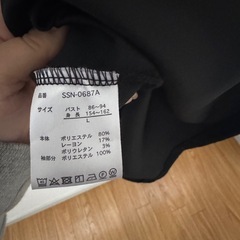 品番 SSN-0687A
サイズ バスト 86~94
身長 154~162
L
本体 ポリエステル 80%
レーヨン 17%
ポリウレタン 3%
袖部分 ポリエステル 100%